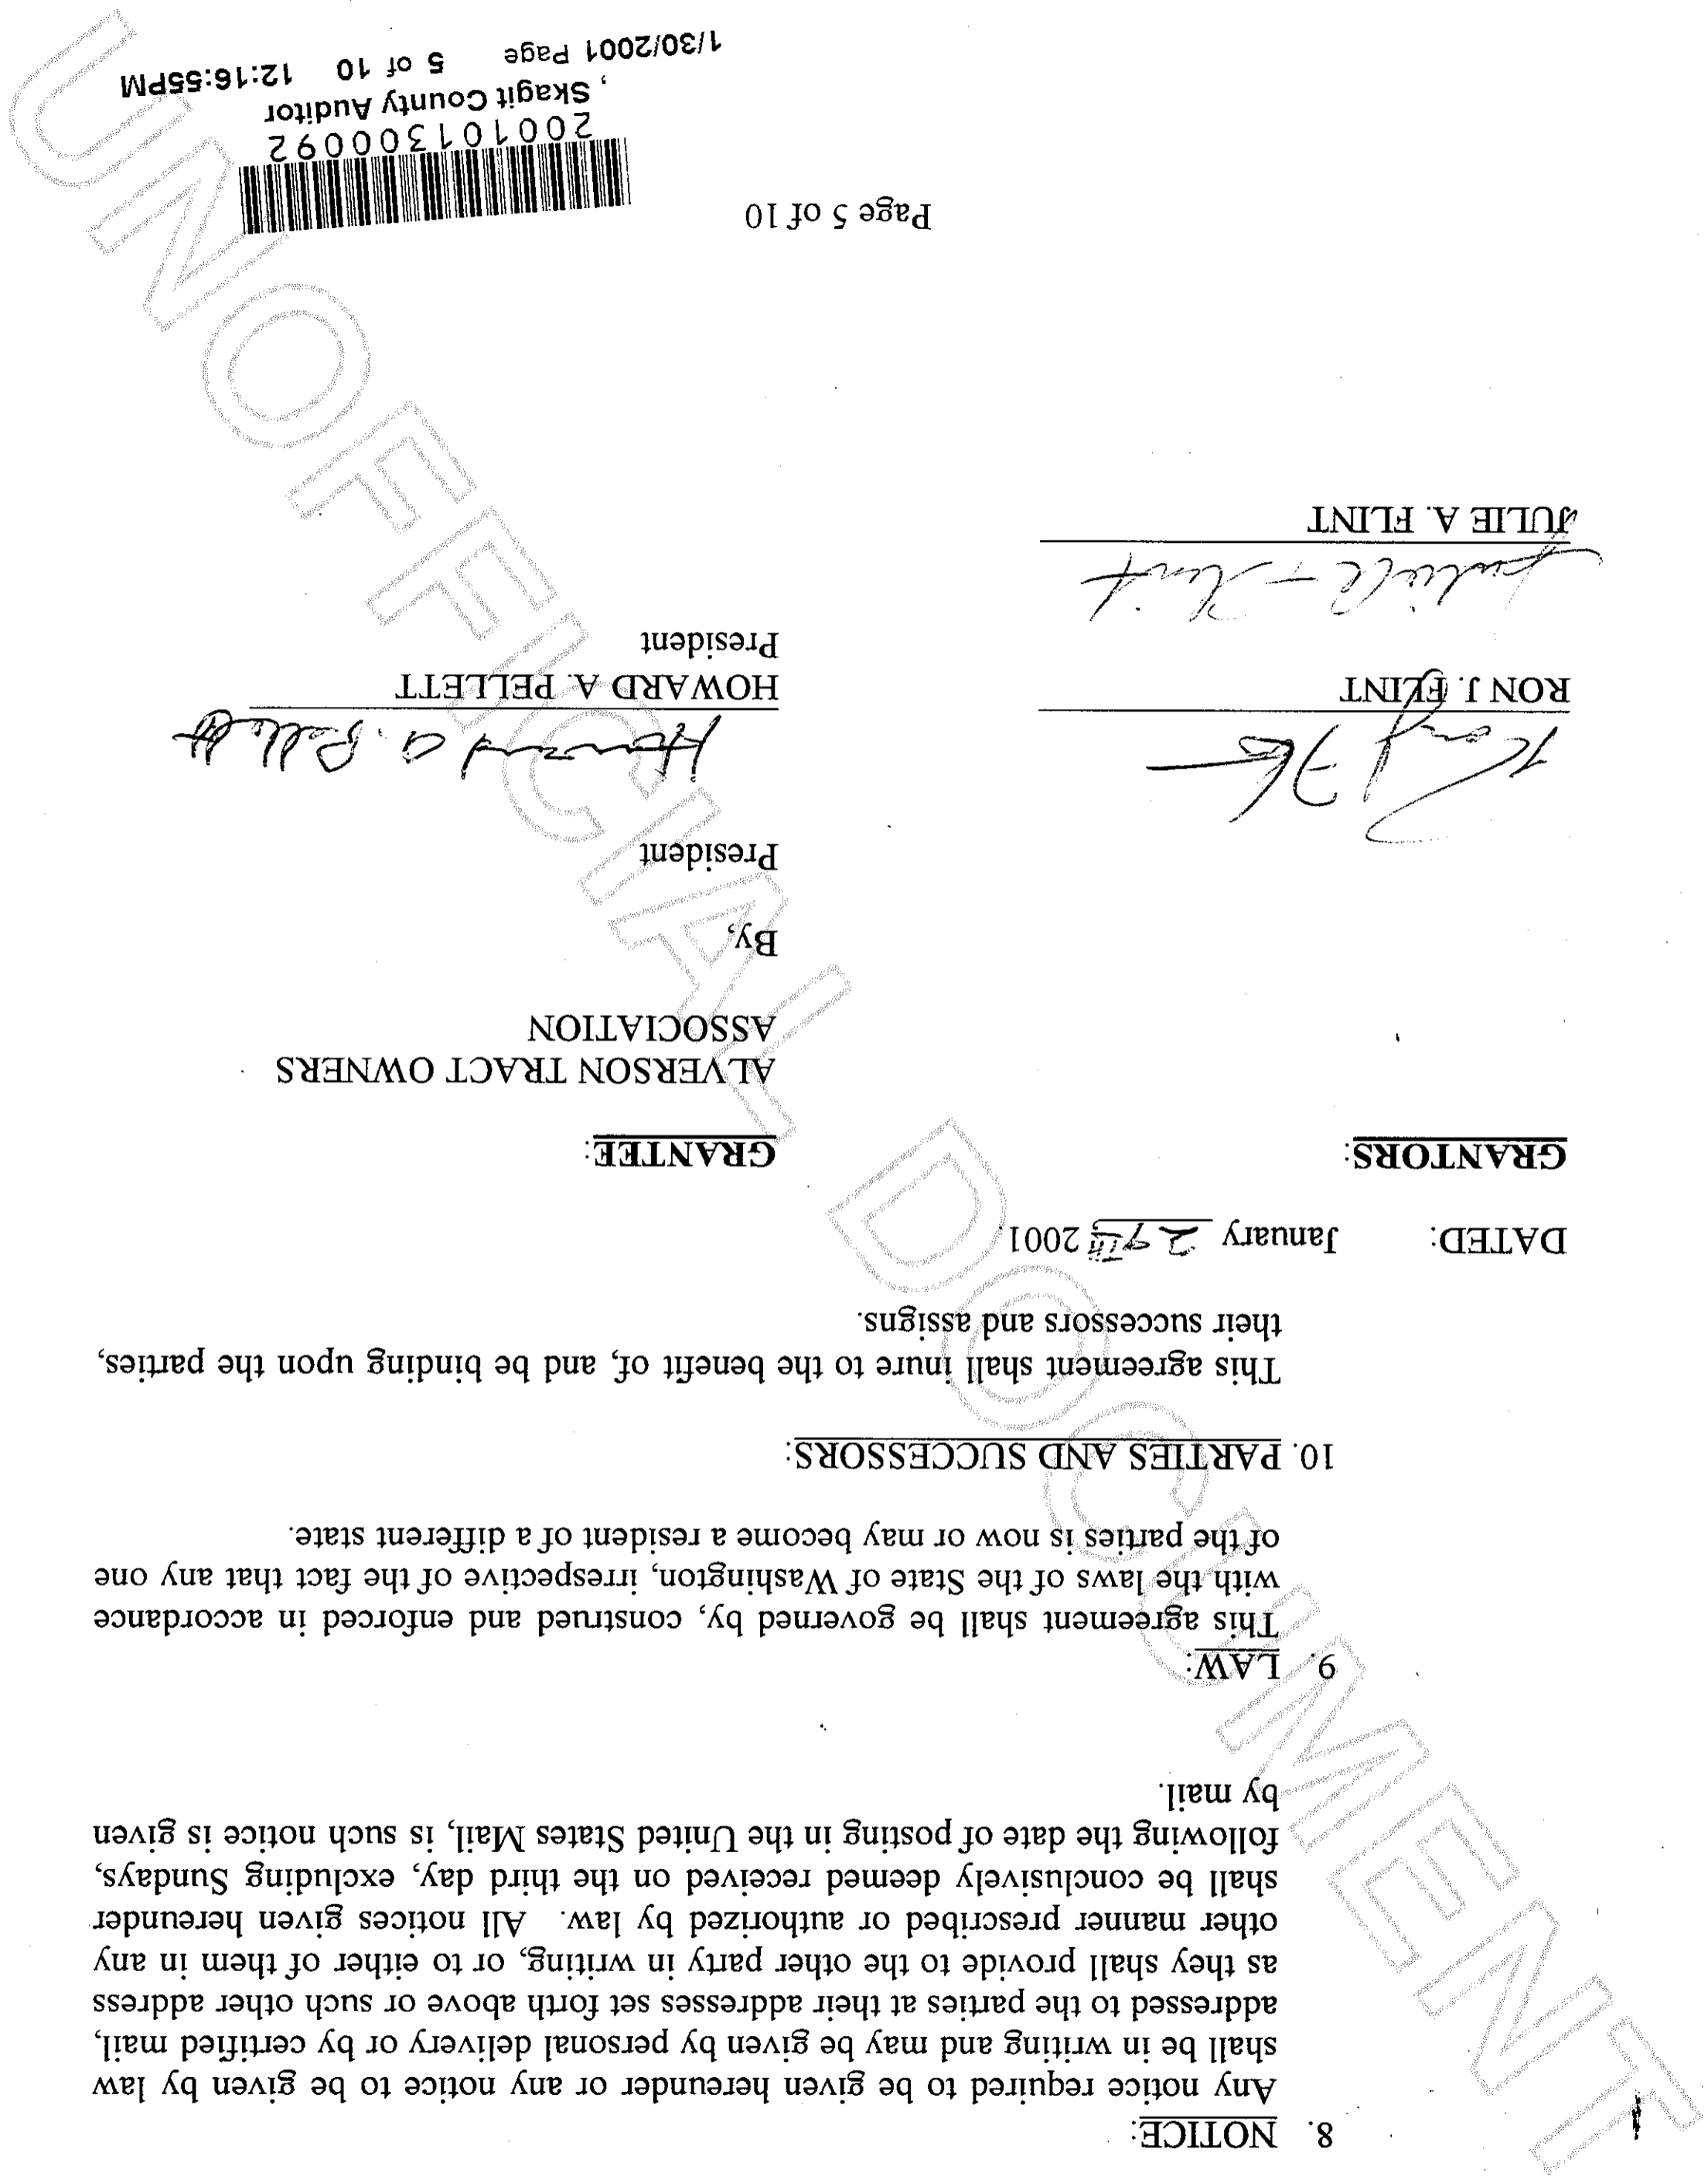 8. NOTICE:
Any notice required to be given hereunder or any notice to be given by law
shall be in writing and may be given by personal delivery or by certified mail,
addressed to the parties at their addresses set forth above or such other address
as they shall provide to the other party in writing, or to either of them in any
other manner prescribed or authorized by law. All notices given hereunder
shall be conclusively deemed received on the third day, excluding Sundays,
following the date of posting in the United States Mail, is such notice is given
by mail.
9. LAW:
This agreement shall be governed by, construed and enforced in accordance
with the laws of the State of Washington, irrespective of the fact that any one
of the parties is now or may become a resident of a different state.
10. PARTIES AND SUCCESSORS:
This agreement shall inure to the benefit of, and be binding upon the parties,
their successors and assigns.
DATED: January 29th, 2001.
GRANTORS:
GRANTEE:
ALVERSON TRACT OWNERS
ASSOCIATION
By,
President
Howard A. Pellett
RON J. FLINT
HOWARD A. PELLETT
President
JULIE A. FLINT
Page 5 of 10
200101300092
, Skagit County Auditor
1/30/2001 Page 5 of 10 12:16:55PM
UNOFFICIAL DOCUMENT